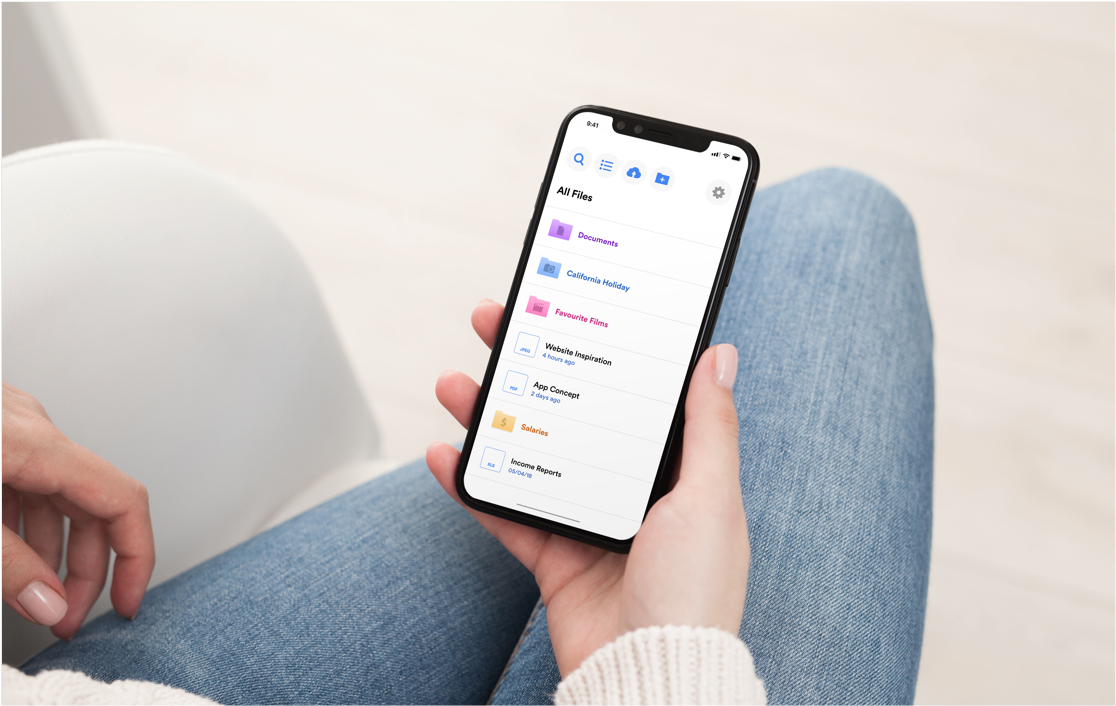 9:41
All Files
Documents
California Holiday
Favourite Films
JPEG
Website Inspiration
4 hours ago
PDF
App Concept
2 days ago
$
Salaries
XLS
Income Reports
05/04/18